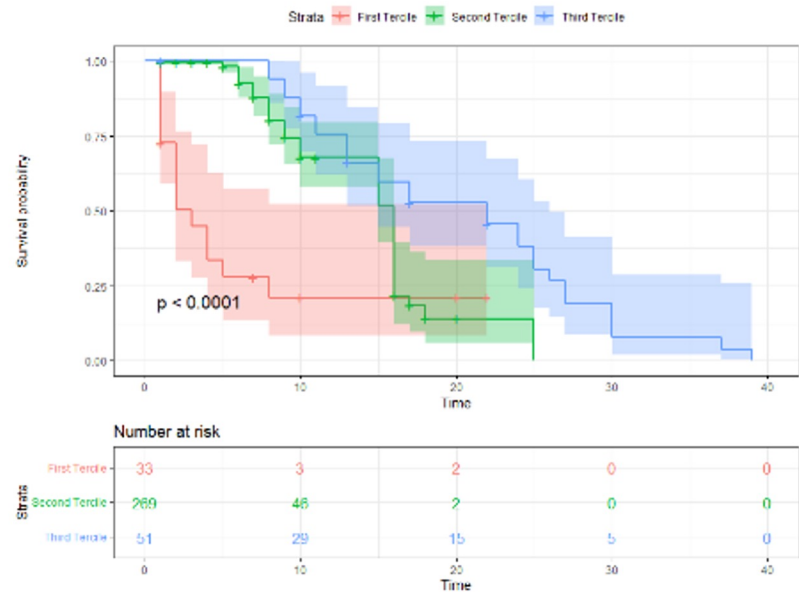 Strata First Tercile Second Tercile Third Tercile
1.00
0.75
0.50
0.25
0.00
Survival probability
p < 0.0001
0 10 20 30 40
Time
Number at risk
Strata
First Tercile 33 3 2 0 0
Second Tercile 269 46 2 0 0
Third Tercile 51 29 15 5 0
0 10 20 30 40
Time